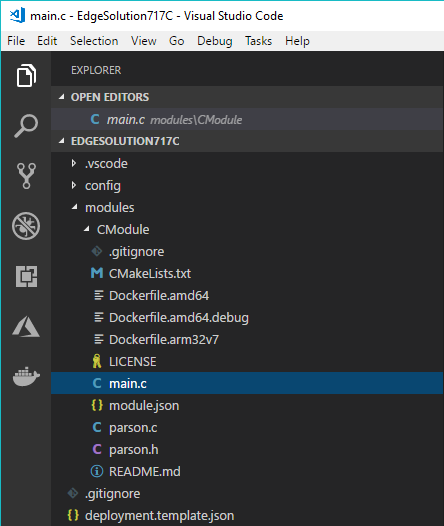 main.c - EdgeSolution717C - Visual Studio Code
File Edit Selection View Go Debug Tasks Help
EXPLORER
OPEN EDITORS
C main.c modules\CModule
EDGESOLUTION717C
.vscode
config
modules
CModule
.gitignore
M CMakeLists.txt
Dockerfile.amd64
Dockerfile.amd64.debug
Dockerfile.arm32v7
LICENSE
C main.c
{} module.json
C parson.c
C parson.h
README.md
.gitignore
{} deployment.template.json